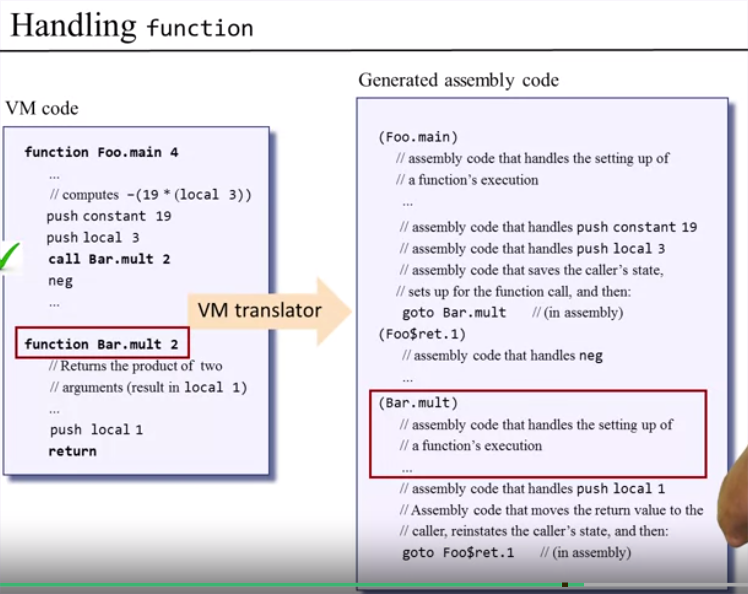 Handling function
VM code
function Foo.main 4
...
// computes -(19 * (local 3))
push constant 19
push local 3
call Bar.mult 2
neg
...
function Bar.mult 2
// Returns the product of two
// arguments (result in local 1)
...
push local 1
return
VM translator
Generated assembly code
(Foo.main)
// assembly code that handles the setting up of
// a function's execution
...
// assembly code that handles push constant 19
// assembly code that handles push local 3
// assembly code that saves the caller's state,
// sets up for the function call, and then:
goto Bar.mult // (in assembly)
(Foo$ret.1)
// assembly code that handles neg
...
(Bar.mult)
// assembly code that handles the setting up of
// a function's execution
...
// assembly code that handles push local 1
// Assembly code that moves the return value to the
// caller, reinstates the caller's state, and then:
goto Foo$ret.1 // (in assembly)